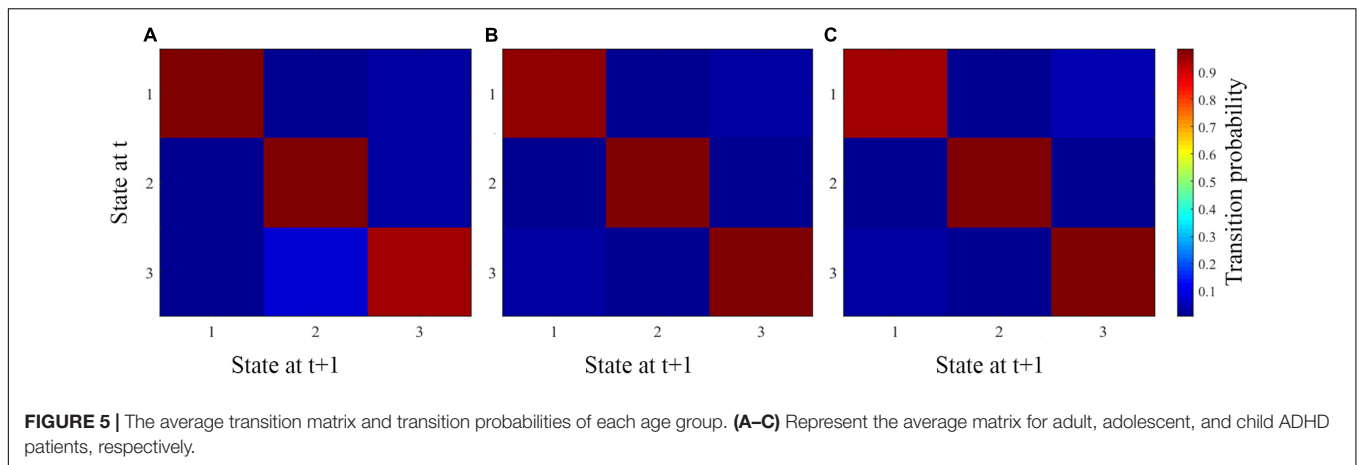 A
B
C
1
2
3
State at t
1 2 3
State at t+1
1
2
3
1 2 3
State at t+1
1
2
3
1 2 3
State at t+1
0.9
0.8
0.7
0.6
0.5
0.4
0.3
0.2
0.1
Transition probability
FIGURE 5 | The average transition matrix and transition probabilities of each age group. (A–C) Represent the average matrix for adult, adolescent, and child ADHD
patients, respectively.